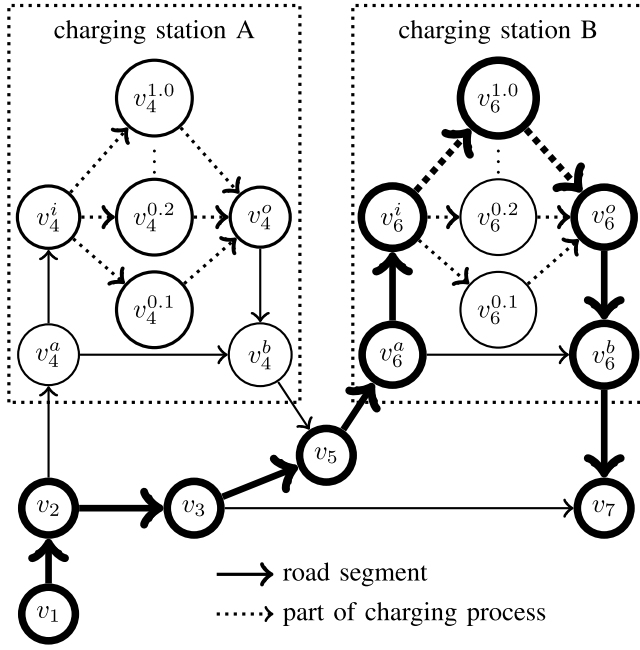 charging station A
charging station B
v_4^{1.0}
v_6^{1.0}
v_4^i
v_4^{0.2}
v_4^o
v_6^i
v_6^{0.2}
v_6^o
v_4^{0.1}
v_6^{0.1}
v_4^a
v_4^b
v_6^a
v_6^b
v_5
v_2
v_3
v_7
road segment
v_1
part of charging process